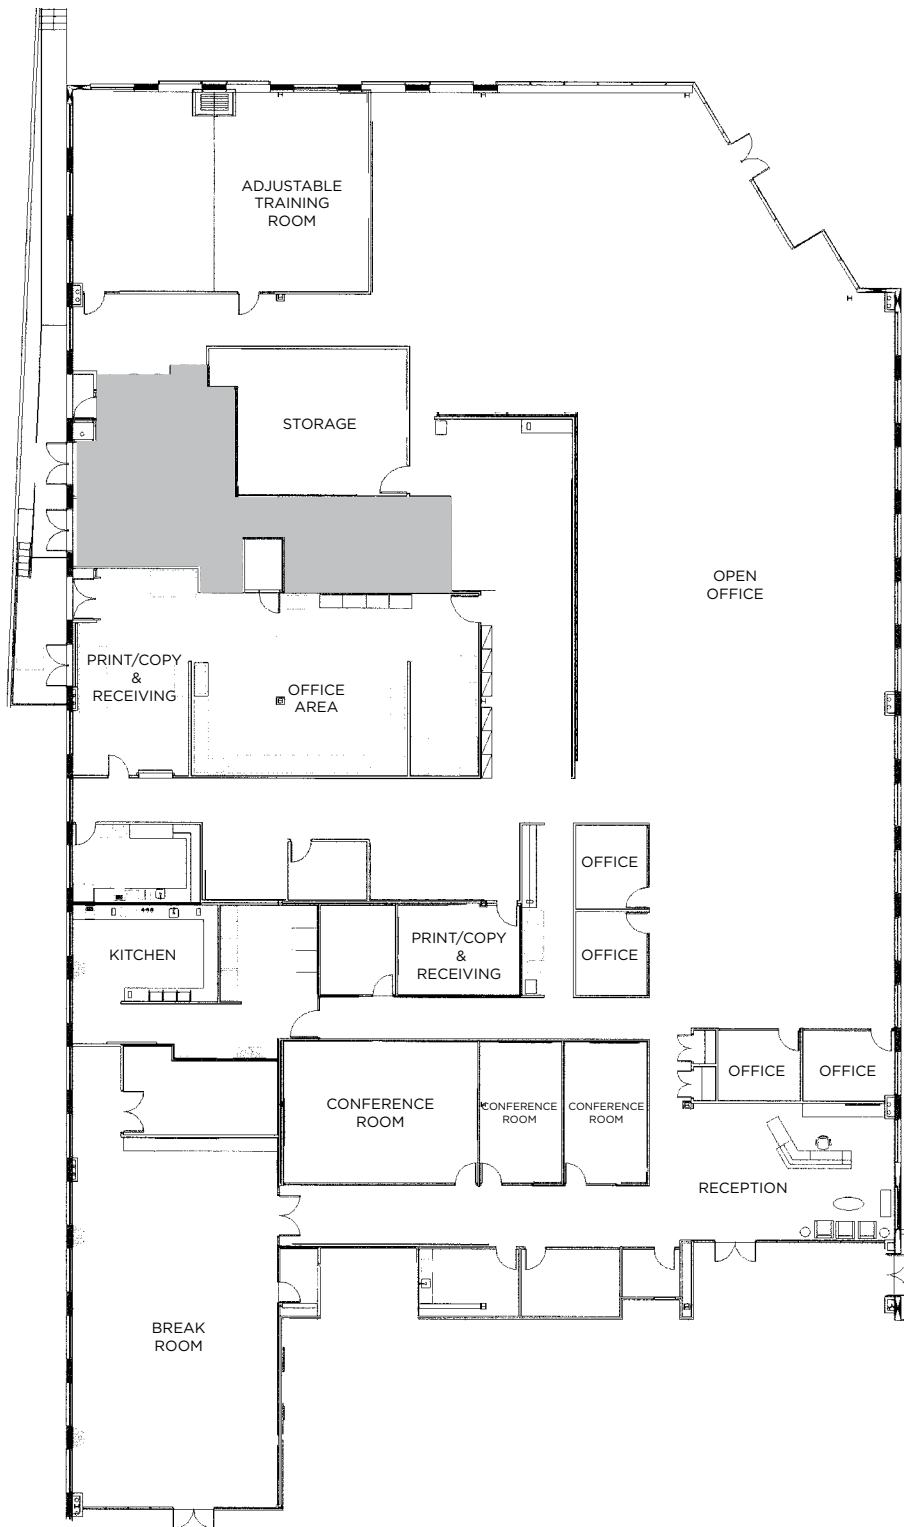 ADJUSTABLE
TRAINING
ROOM
STORAGE
OPEN
OFFICE
PRINT/COPY
&
RECEIVING
OFFICE
AREA
OFFICE
OFFICE
KITCHEN
PRINT/COPY
&
RECEIVING
OFFICE
OFFICE
CONFERENCE
ROOM
CONFERENCE
ROOM
CONFERENCE
ROOM
RECEPTION
BREAK
ROOM